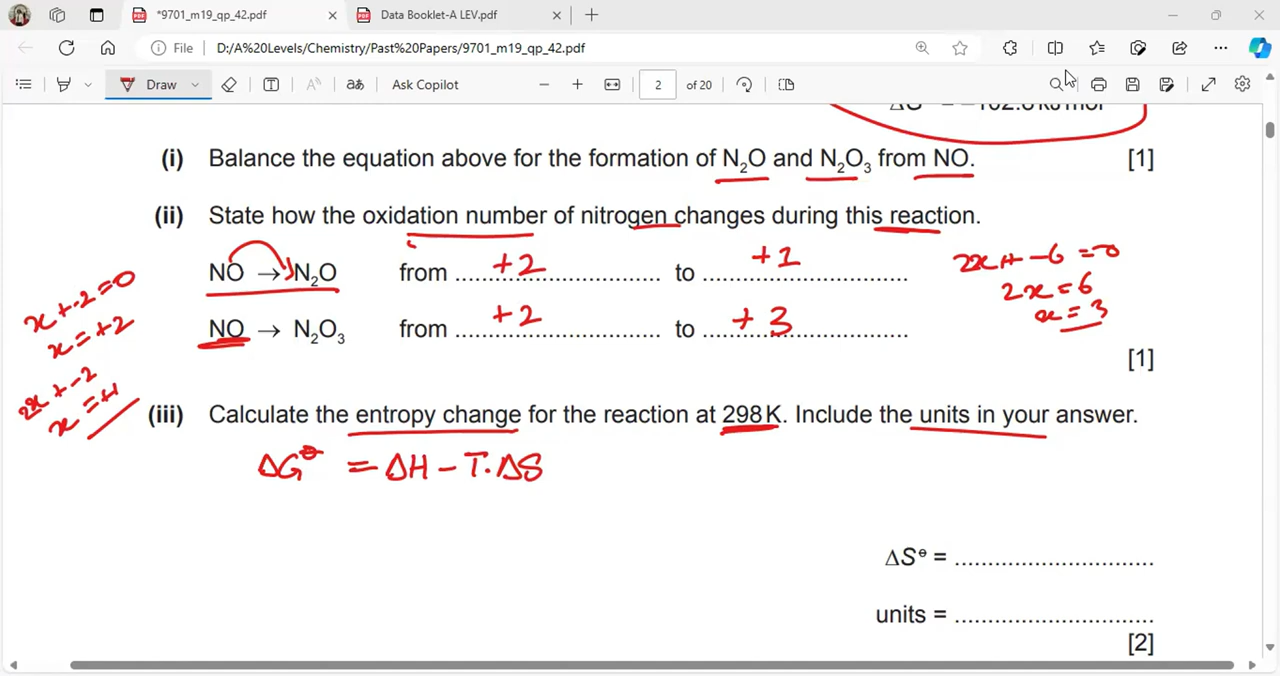 *9701_m19_qp_42.pdf
Data Booklet-A LEV.pdf
File D:/A%20Levels/Chemistry/Past%20Papers/9701_m19_qp_42.pdf
Draw aあ Ask Copilot 2 of 20
(i) Balance the equation above for the formation of N₂O and N₂O₃ from NO. [1]
(ii) State how the oxidation number of nitrogen changes during this reaction.
NO → N₂O from +2 to +1
NO → N₂O₃ from +2 to +3
[1]
x+-2=0
x=+2
2x+-2
x=+1
2x+-6=0
2x=6
x=3
(iii) Calculate the entropy change for the reaction at 298K. Include the units in your answer.
ΔG⦵ = ΔH - T.ΔS
ΔS⦵ = ..............................
units = ..............................
[2]